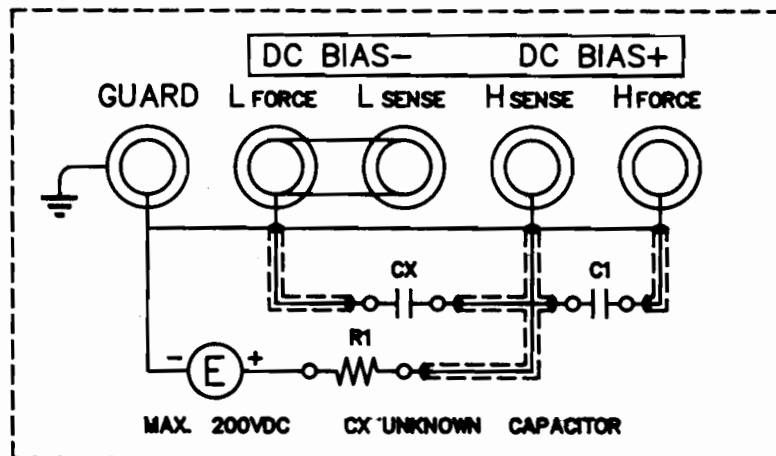 DC BIAS− DC BIAS+
GUARD L FORCE L SENSE H SENSE H FORCE
CX C1
R1
− E +
MAX. 200VDC CX UNKNOWN CAPACITOR